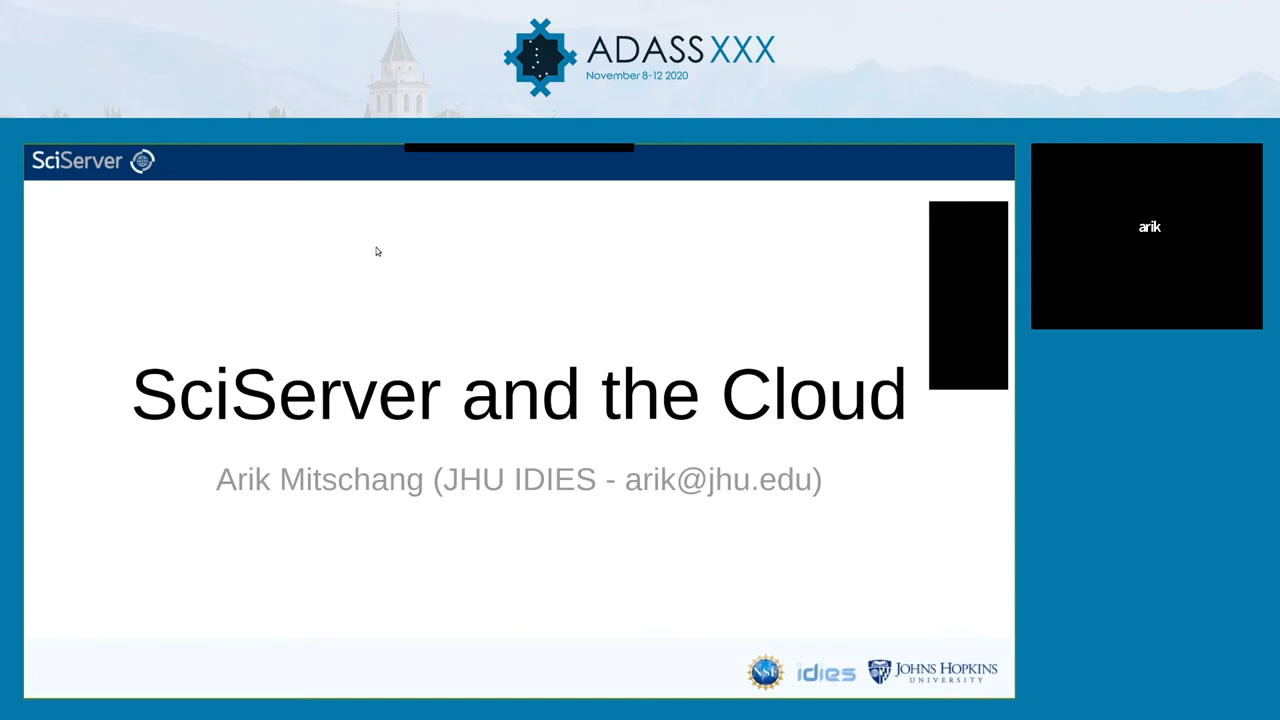 ADASS XXX
November 8-12 2020
SciServer
arik
SciServer and the Cloud
Arik Mitschang (JHU IDIES - arik@jhu.edu)
NSF
idies
JOHNS HOPKINS
UNIVERSITY